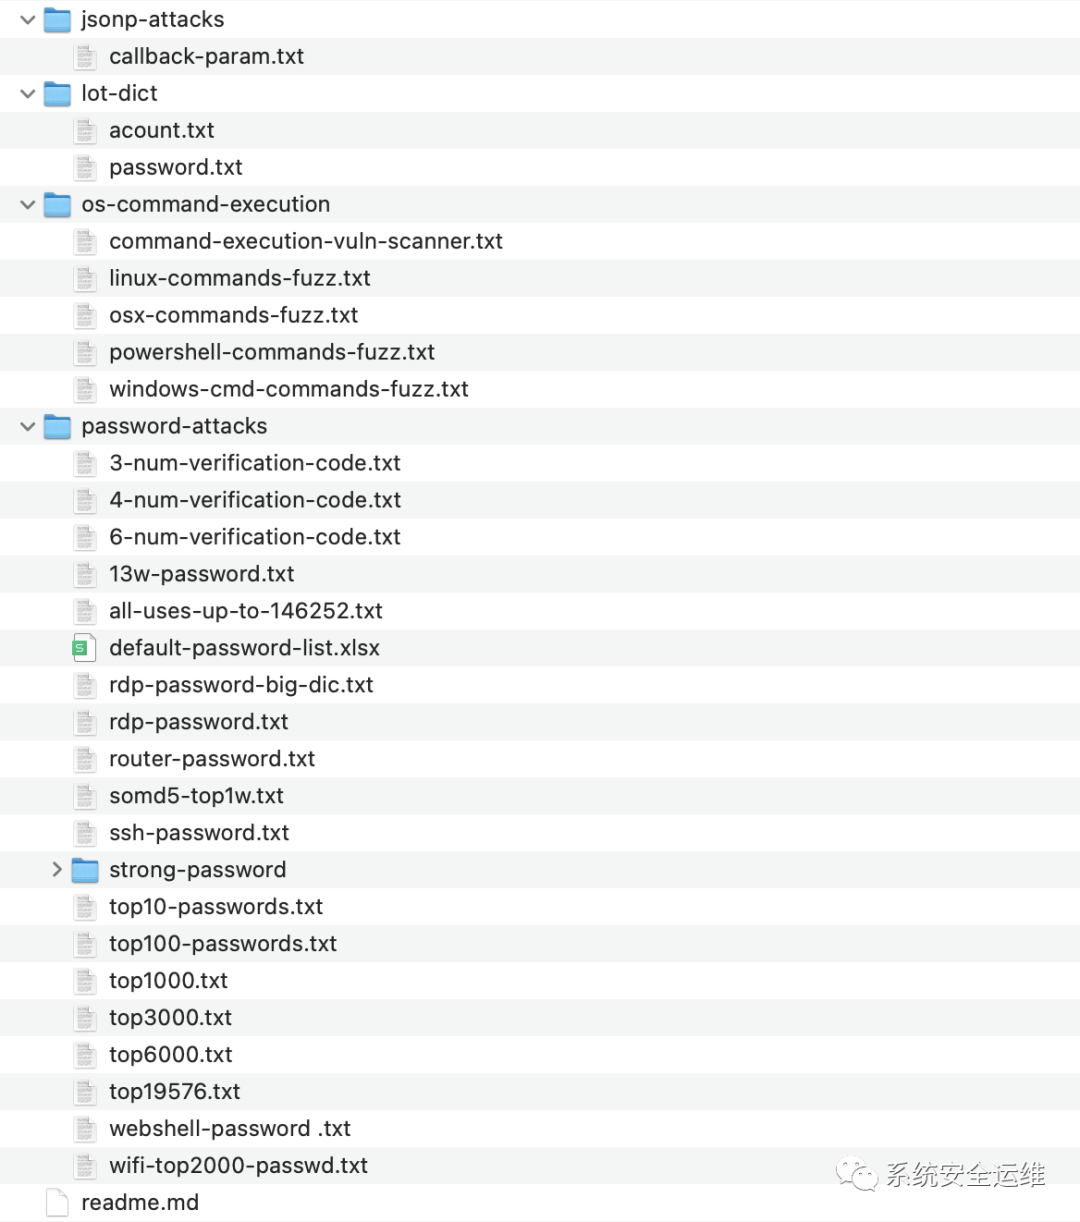 jsonp-attacks
callback-param.txt
lot-dict
acount.txt
password.txt
os-command-execution
command-execution-vuln-scanner.txt
linux-commands-fuzz.txt
osx-commands-fuzz.txt
powershell-commands-fuzz.txt
windows-cmd-commands-fuzz.txt
password-attacks
3-num-verification-code.txt
4-num-verification-code.txt
6-num-verification-code.txt
13w-password.txt
all-uses-up-to-146252.txt
default-password-list.xlsx
rdp-password-big-dic.txt
rdp-password.txt
router-password.txt
somd5-top1w.txt
ssh-password.txt
strong-password
top10-passwords.txt
top100-passwords.txt
top1000.txt
top3000.txt
top6000.txt
top19576.txt
webshell-password .txt
wifi-top2000-passwd.txt
系统安全运维
readme.md